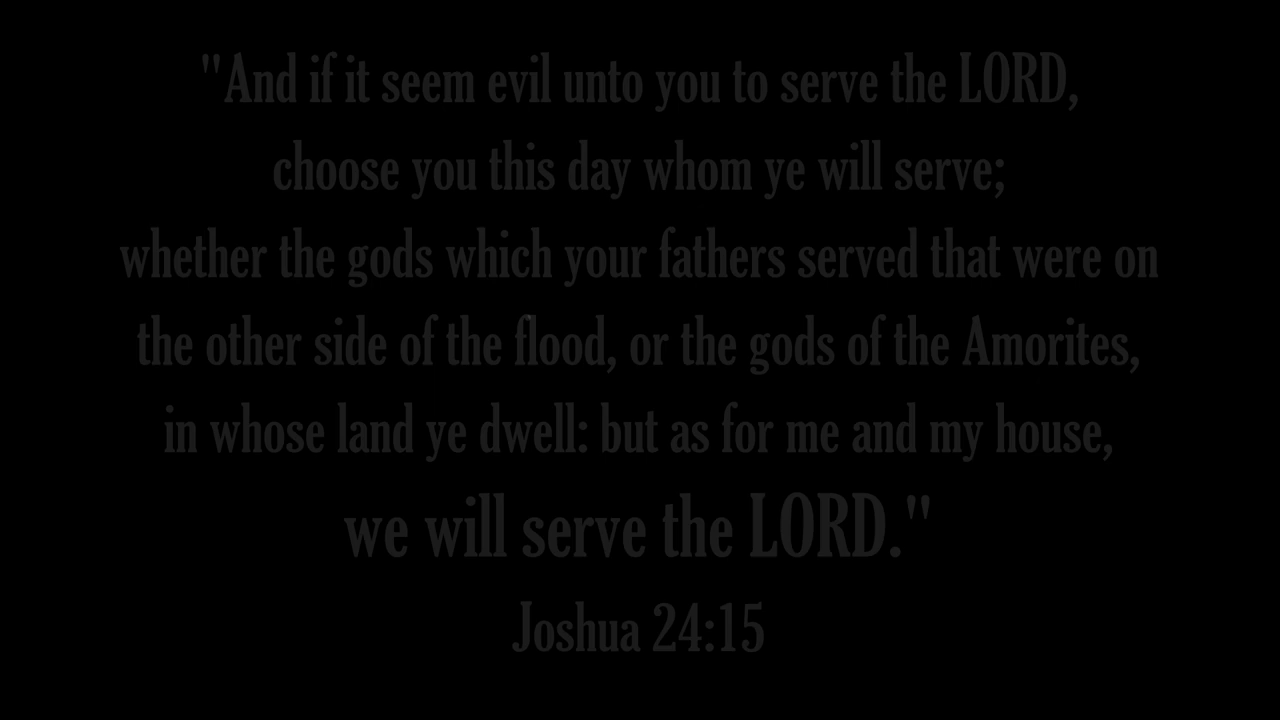 "And if it seem evil unto you to serve the LORD,
choose you this day whom ye will serve;
whether the gods which your fathers served that were on
the other side of the flood, or the gods of the Amorites,
in whose land ye dwell: but as for me and my house,
we will serve the LORD."
Joshua 24:15